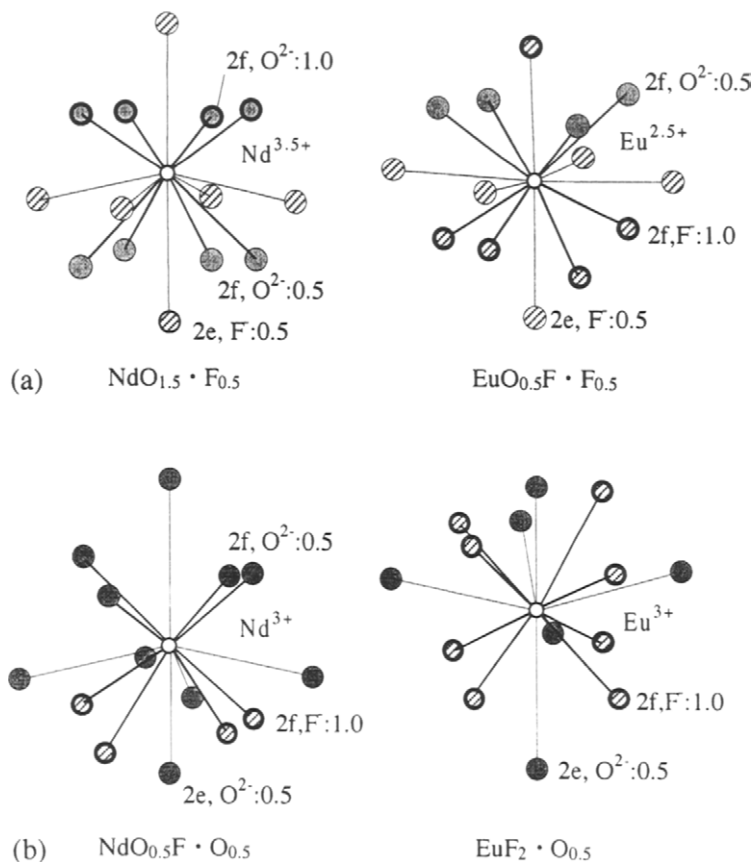 2f, O²⁻:1.0
Nd³·⁵⁺
2f, O²⁻:0.5
2e, F⁻:0.5
2f, O²⁻:0.5
Eu²·⁵⁺
2f,F⁻:1.0
2e, F⁻:0.5
(a) NdO₁.₅ · F₀.₅ EuO₀.₅F · F₀.₅
2f, O²⁻:0.5
Nd³⁺
2f,F⁻:1.0
2e, O²⁻:0.5
Eu³⁺
2f,F⁻:1.0
2e, O²⁻:0.5
(b) NdO₀.₅F · O₀.₅ EuF₂ · O₀.₅